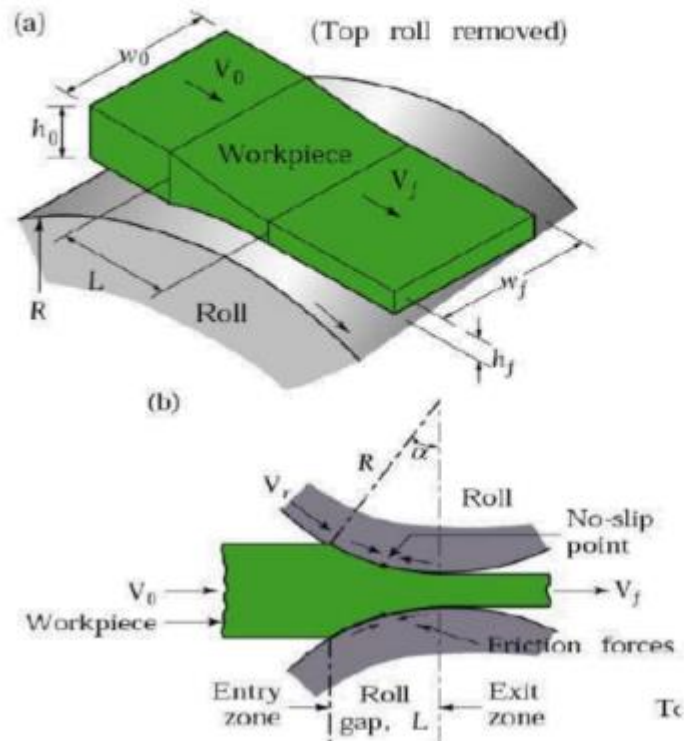 (a)
(Top roll removed)
w0
V0
h0
Workpiece
Vf
L
wf
R
Roll
hf
(b)
R
α
Vr
Roll
No-slip
point
V0
Vf
Workpiece
Friction forces
Entry
zone
Roll
gap, L
Exit
zone